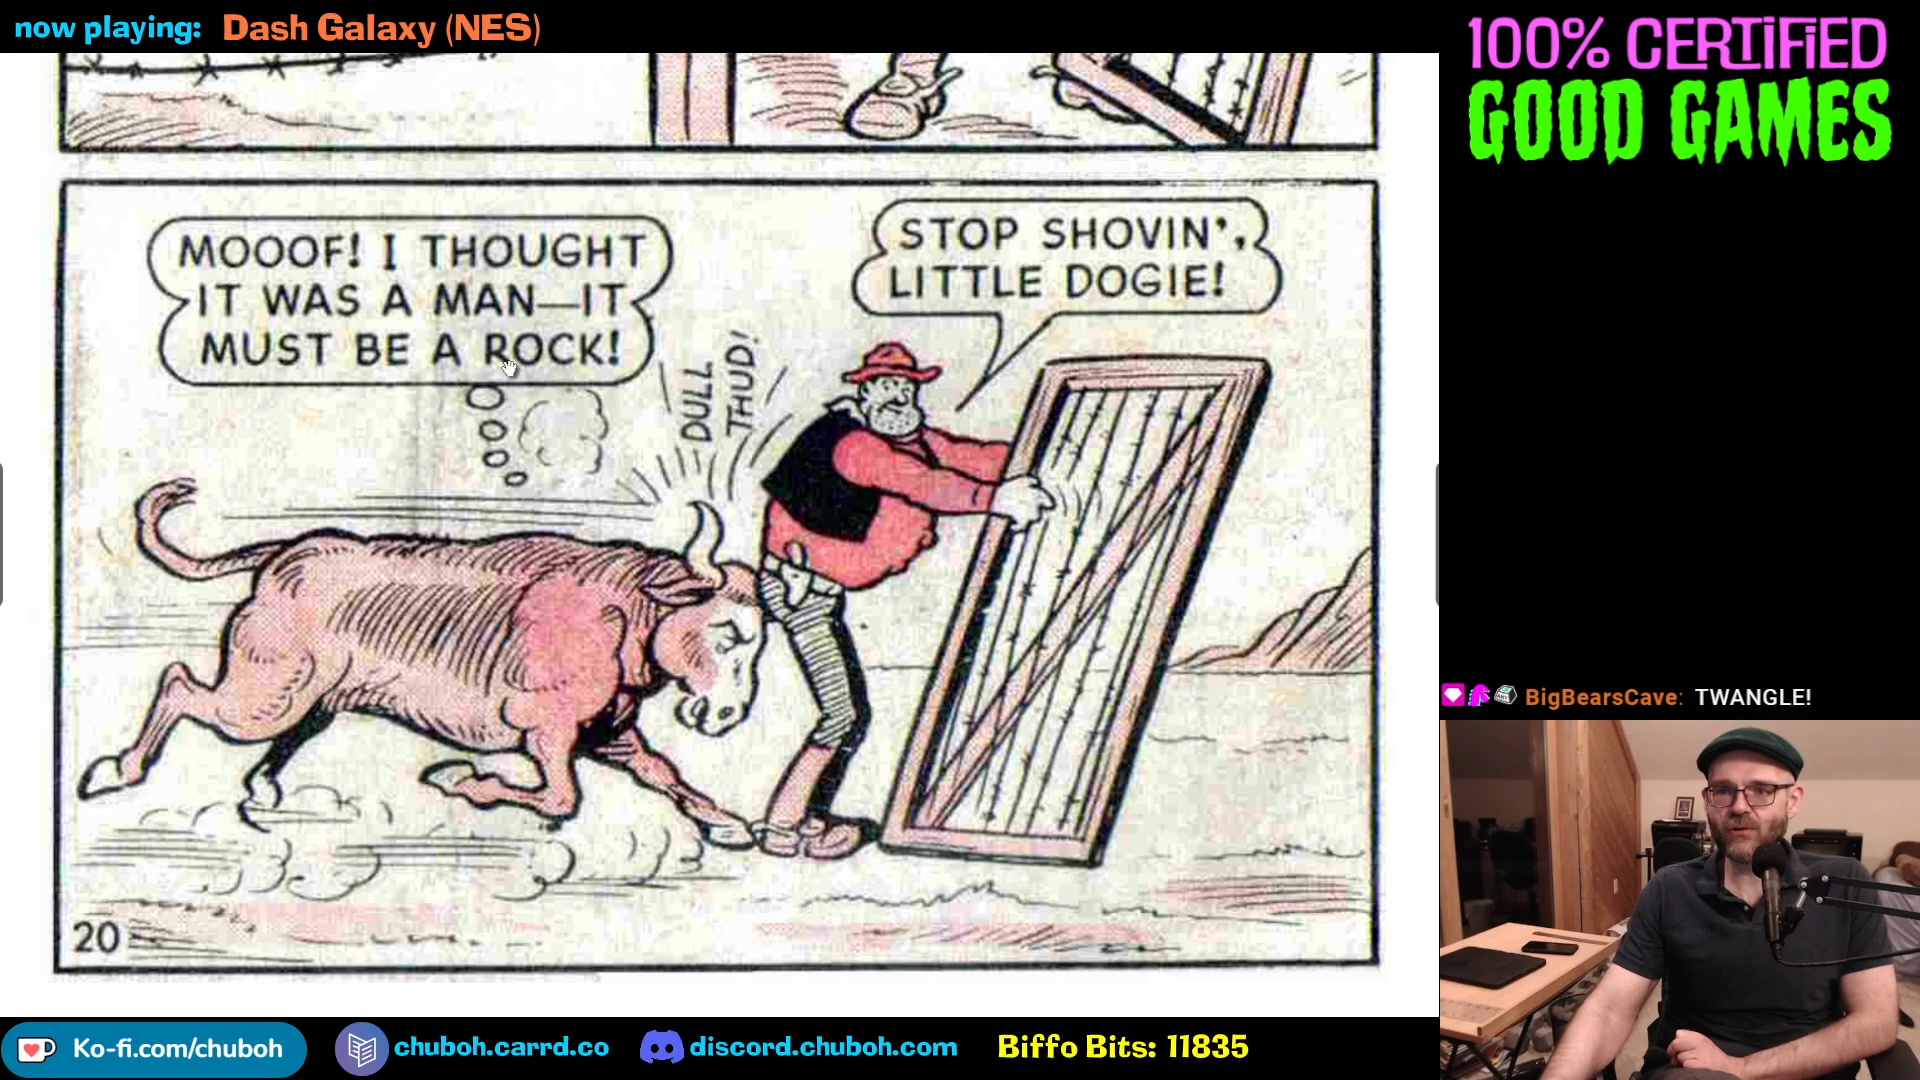 now playing: Dash Galaxy (NES)
100% CERTIFIED
GOOD GAMES
MOOOF! I THOUGHT
IT WAS A MAN—IT
MUST BE A ROCK!
STOP SHOVIN',
LITTLE DOGIE!
DULL
THUD!
20
BigBearsCave: TWANGLE!
Ko-fi.com/chuboh
chuboh.carrd.co
discord.chuboh.com
Biffo Bits: 11835